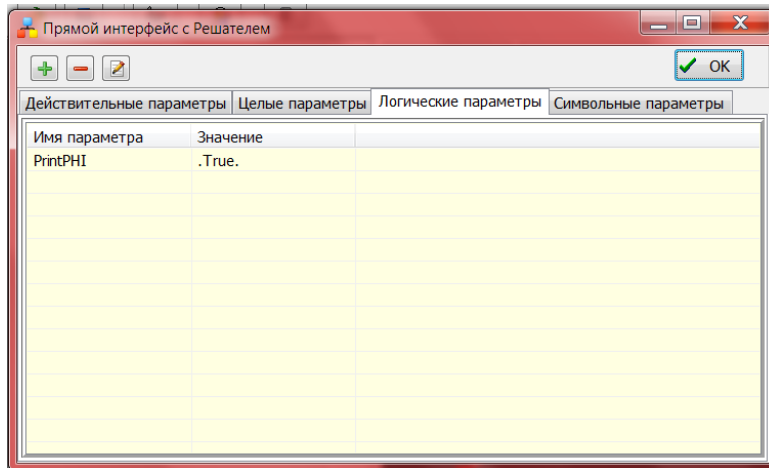 Прямой интерфейс с Решателем
OK
Действительные параметры Целые параметры Логические параметры Символьные параметры
Имя параметра Значение
PrintPHI .True.